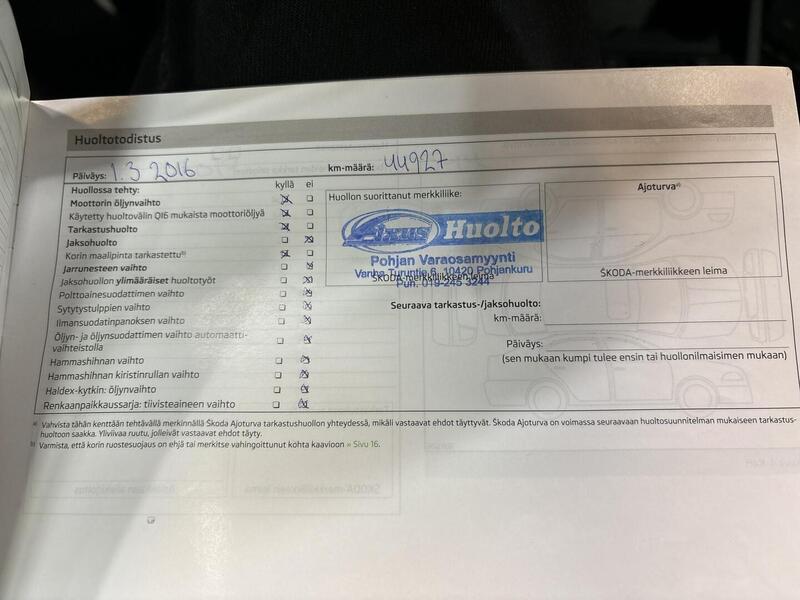 Huoltotodistus
Päiväys: 1.3 2016
km-määrä: 44927
Huollossa tehty: kyllä ei
Moottorin öljynvaihto
Käytetty huoltovälin QI6 mukaista moottoriöljyä
Tarkastushuolto
Jaksohuolto
Korin maalipinta tarkastettu b)
Jarrunesteen vaihto
Jaksohuollon ylimääräiset huoltotyöt
Polttoainesuodattimen vaihto
Sytytystulppien vaihto
Ilmansuodatinpanoksen vaihto
Öljyn- ja öljynsuodattimen vaihto automaatti-
vaihteistolla
Hammashihnan vaihto
Hammashihnan kiristinrullan vaihto
Haldex-kytkin: öljynvaihto
Renkaanpaikkaussarja: tiivisteaineen vaihto
Huollon suorittanut merkkiliike:
Huolto
Pohjan Varaosamyynti
Vanha Turuntie 6, 10420 Pohjankuru
ŠKODA-merkkiliikkeen leima
Puh. 019-245 3244
Ajoturva a)
ŠKODA-merkkiliikkeen leima
Seuraava tarkastus-/jaksohuolto:
km-määrä:
Päiväys:
(sen mukaan kumpi tulee ensin tai huollonilmaisimen mukaan)
a) Vahvista tähän kenttään tehtävällä merkinnällä Škoda Ajoturva tarkastushuollon yhteydessä, mikäli vastaavat ehdot täyttyvät. Škoda Ajoturva on voimassa seuraavaan huoltosuunnitelman mukaiseen tarkastus-
huoltoon saakka. Yliviivaa ruutu, jolleivät vastaavat ehdot täyty.
b) Varmista, että korin ruostesuojaus on ehjä tai merkitse vahingoittunut kohta kaavioon » Sivu 16.